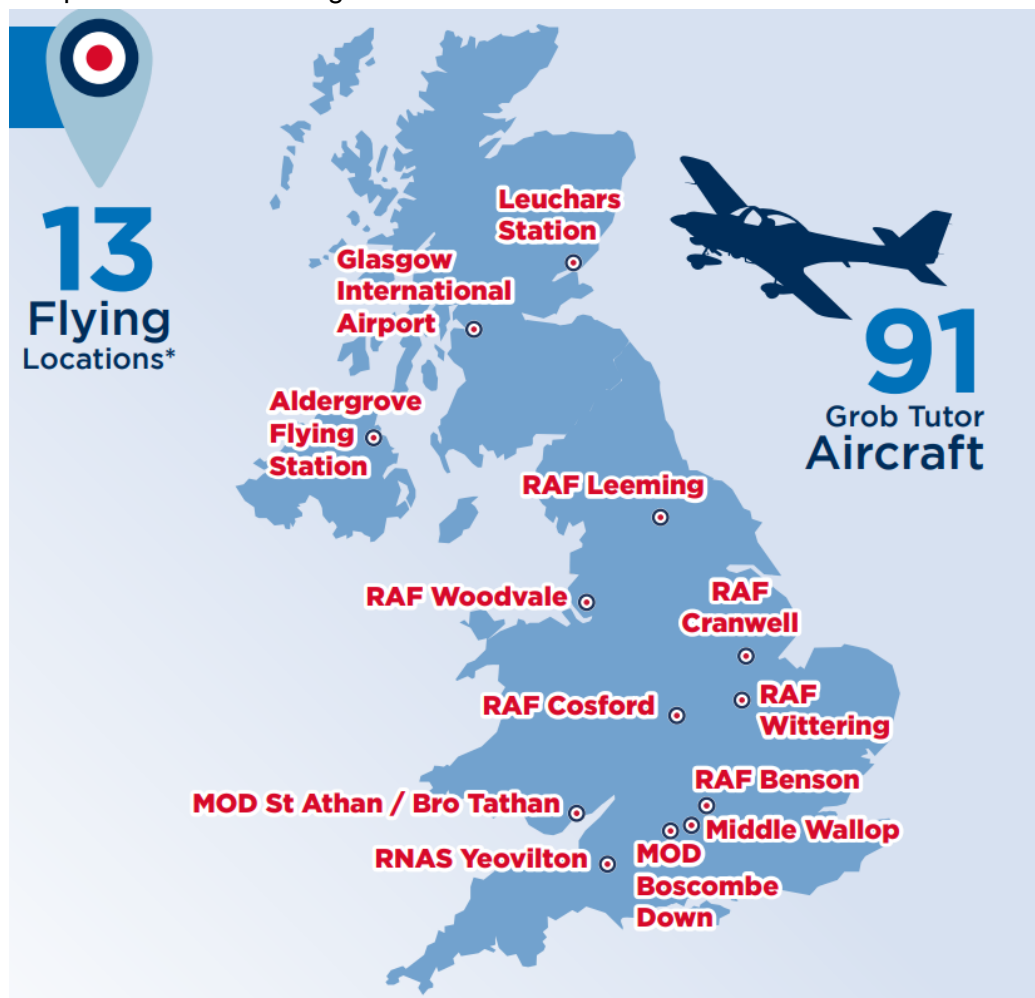 13
Flying
Locations*
Leuchars
Station
Glasgow
International
Airport
91
Grob Tutor
Aircraft
Aldergrove
Flying
Station
RAF Leeming
RAF Woodvale
RAF
Cranwell
RAF Cosford
RAF
Wittering
RAF Benson
MOD St Athan / Bro Tathan
Middle Wallop
RNAS Yeovilton
MOD
Boscombe
Down